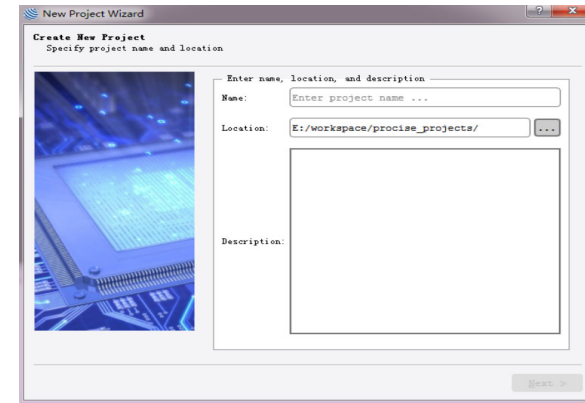 New Project Wizard
Create New Project
Specify project name and location
Enter name, location, and description
Name:
Enter project name ...
Location:
E:/workspace/procise_projects/
...
Description:
Next >